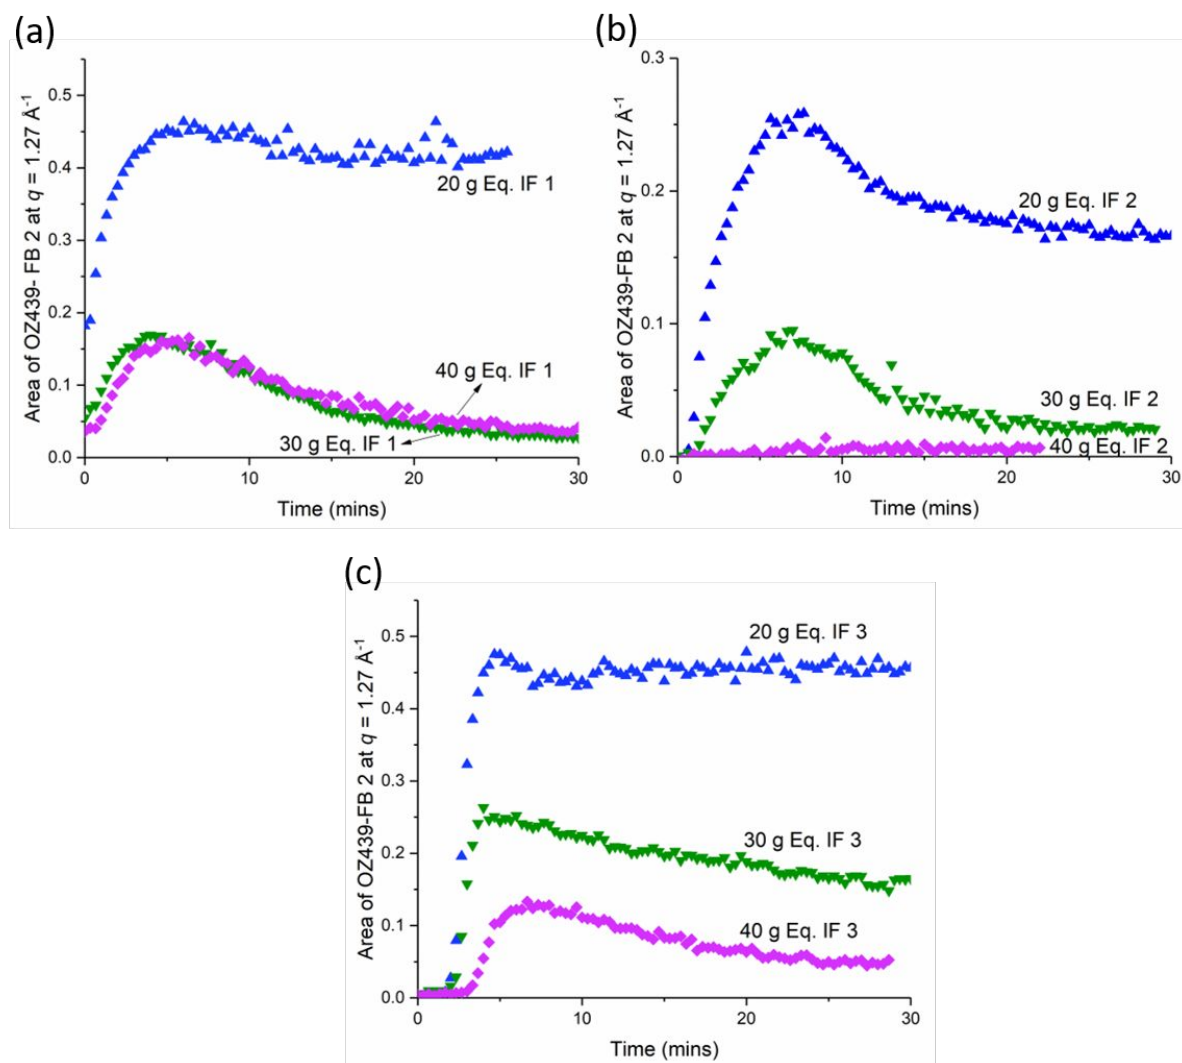 (a)
Area of OZ439- FB 2 at q = 1.27 Å-1
0.5
0.4
0.3
0.2
0.1
0.0
20 g Eq. IF 1
40 g Eq. IF 1
30 g Eq. IF 1
0 10 20 30
Time (mins)
(b)
Area of OZ439-FB 2 at q = 1.27 Å-1
0.3
0.2
0.1
0.0
20 g Eq. IF 2
30 g Eq. IF 2
40 g Eq. IF 2
0 10 20 30
Time (mins)
(c)
Area of OZ439-FB 2 at q = 1.27 Å-1
0.5
0.4
0.3
0.2
0.1
0.0
20 g Eq. IF 3
30 g Eq. IF 3
40 g Eq. IF 3
0 10 20 30
Time (mins)